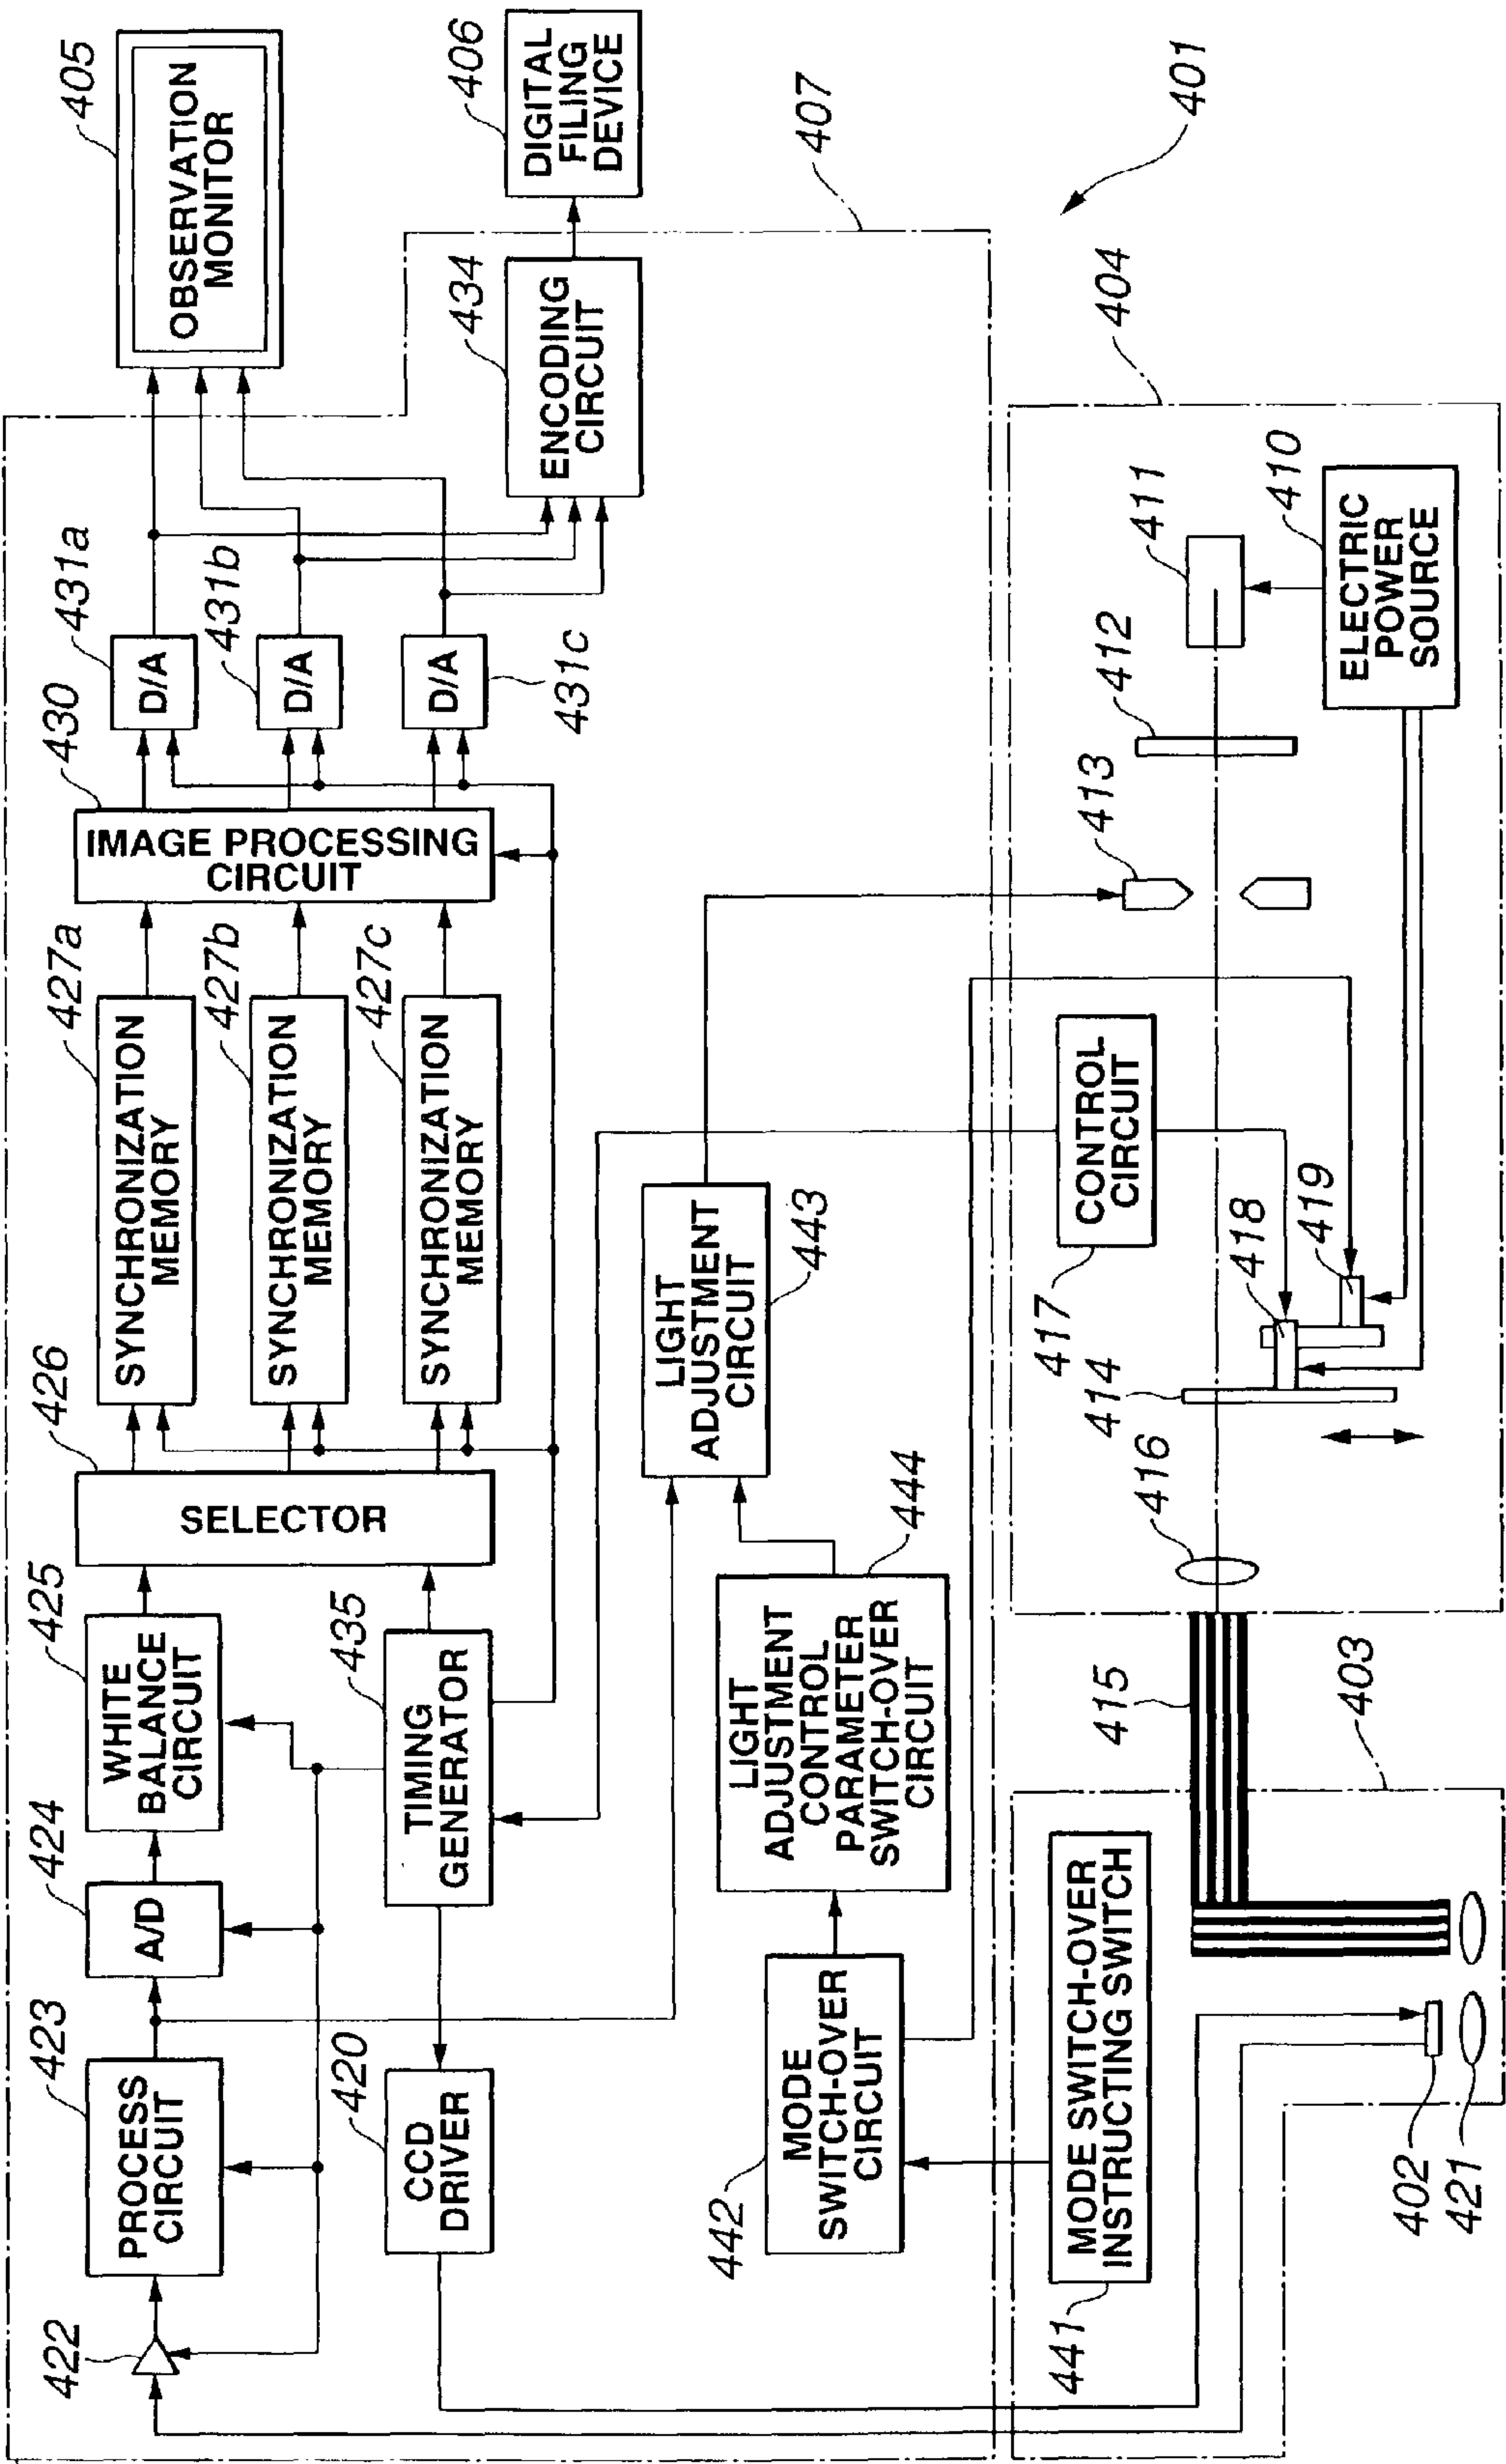 405
OBSERVATION
MONITOR
406
DIGITAL
FILING
DEVICE
407
401
434
ENCODING
CIRCUIT
431a
D/A
431b
D/A
431c
D/A
430
IMAGE PROCESSING
CIRCUIT
427a
SYNCHRONIZATION
MEMORY
427b
SYNCHRONIZATION
MEMORY
427c
SYNCHRONIZATION
MEMORY
426
SELECTOR
425
WHITE
BALANCE
CIRCUIT
424
A/D
423
PROCESS
CIRCUIT
422
435
TIMING
GENERATOR
420
CCD
DRIVER
LIGHT
ADJUSTMENT
CIRCUIT
443
444
LIGHT
ADJUSTMENT
CONTROL
PARAMETER
SWITCH-OVER
CIRCUIT
MODE
SWITCH-OVER
CIRCUIT
442
404
411
410
ELECTRIC
POWER
SOURCE
412
413
CONTROL
CIRCUIT
417
418
419
414
416
415
403
MODE SWITCH-OVER
INSTRUCTING SWITCH
441
402
421